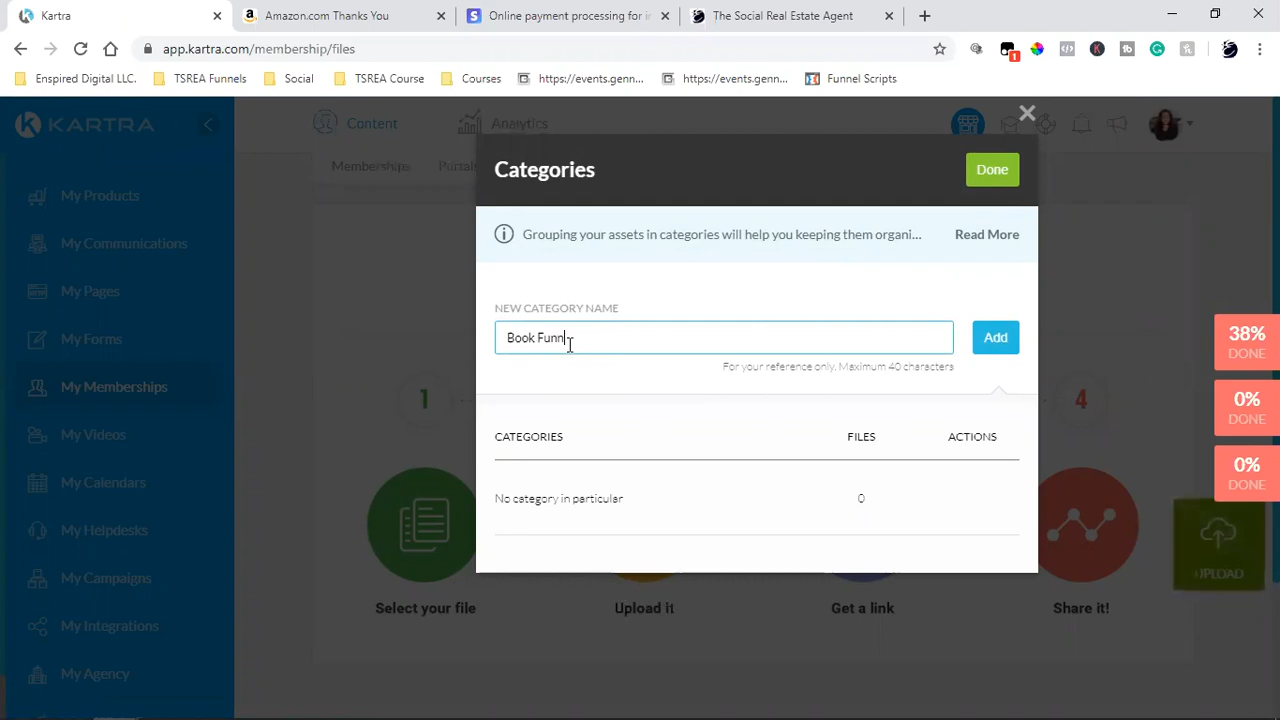 Kartra
Amazon.com Thanks You
Online payment processing for in
The Social Real Estate Agent
app.kartra.com/membership/files
1
Enspired Digital LLC.
TSREA Funnels
Social
TSREA Course
Courses
https://events.genn...
https://events.genn...
Funnel Scripts
KARTRA
Content
Analytics
Memberships
Portals
My Products
My Communications
My Pages
My Forms
My Memberships
My Videos
My Calendars
My Helpdesks
My Campaigns
My Integrations
My Agency
Categories
Done
Grouping your assets in categories will help you keeping them organi...
Read More
NEW CATEGORY NAME
Book Funn
Add
For your reference only. Maximum 40 characters
CATEGORIES
FILES
ACTIONS
No category in particular
0
1
4
Select your file
Upload it
Get a link
Share it!
38%
DONE
0%
DONE
0%
DONE
UPLOAD